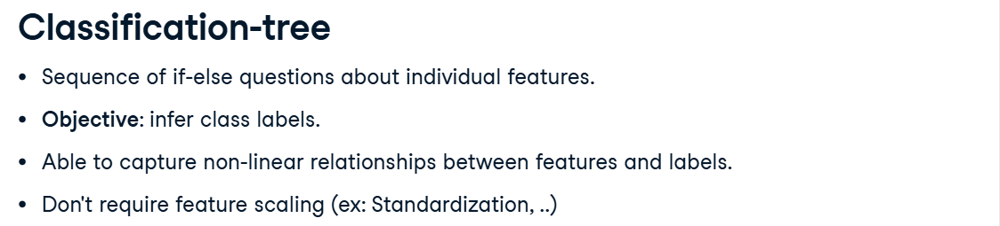 Classification-tree
• Sequence of if-else questions about individual features.
• Objective: infer class labels.
• Able to capture non-linear relationships between features and labels.
• Don't require feature scaling (ex: Standardization, ..)